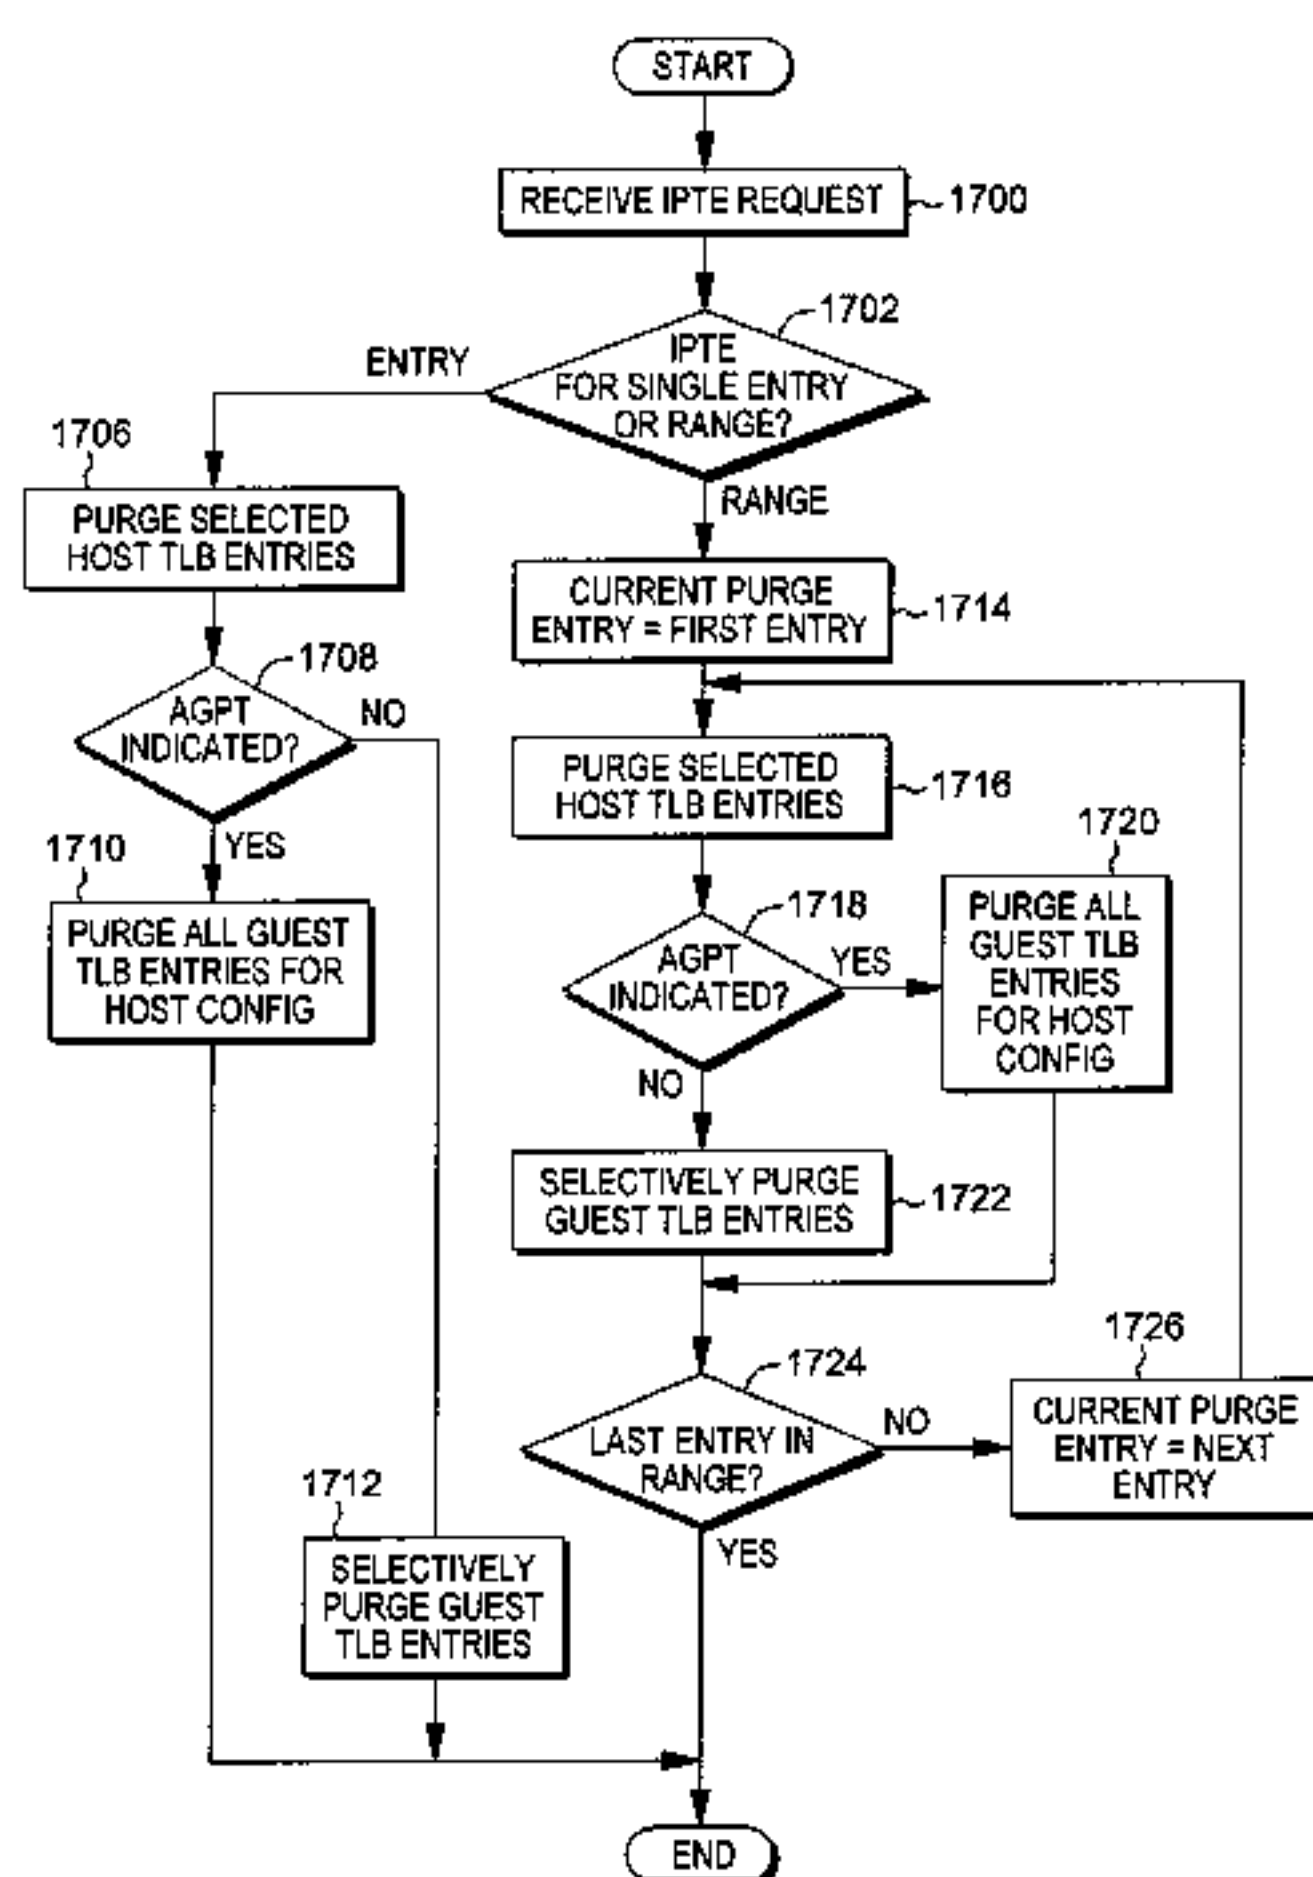 START
RECEIVE IPTE REQUEST
1700
1702
IPTE
FOR SINGLE ENTRY
OR RANGE?
ENTRY
RANGE
1706
PURGE SELECTED
HOST TLB ENTRIES
1708
AGPT
INDICATED?
NO
YES
1710
PURGE ALL GUEST
TLB ENTRIES FOR
HOST CONFIG
1712
SELECTIVELY
PURGE GUEST
TLB ENTRIES
CURRENT PURGE
ENTRY = FIRST ENTRY
1714
PURGE SELECTED
HOST TLB ENTRIES
1716
1718
AGPT
INDICATED?
YES
NO
1720
PURGE ALL
GUEST TLB
ENTRIES
FOR HOST
CONFIG
SELECTIVELY PURGE
GUEST TLB ENTRIES
1722
1724
LAST ENTRY IN
RANGE?
NO
YES
1726
CURRENT PURGE
ENTRY = NEXT
ENTRY
END